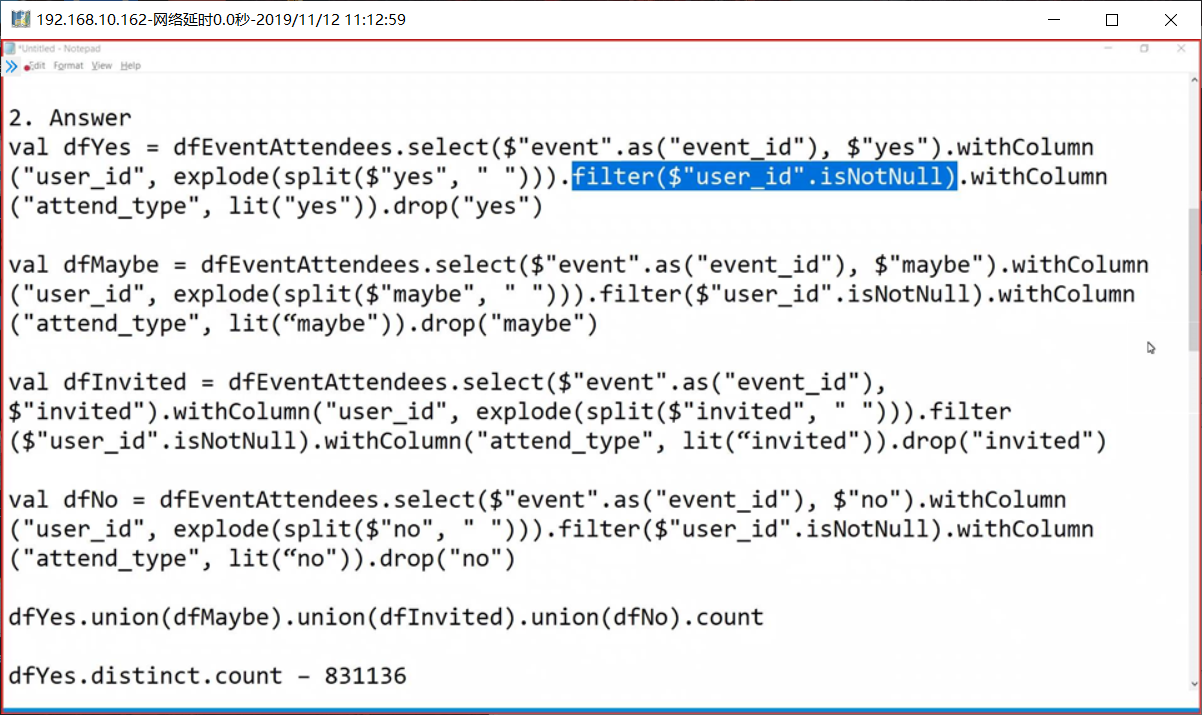 192.168.10.162-网络延时0.0秒-2019/11/12 11:12:59
*Untitled - Notepad
Edit Format View Help
2. Answer
val dfYes = dfEventAttendees.select($"event".as("event_id"), $"yes").withColumn
("user_id", explode(split($"yes", " "))).filter($"user_id".isNotNull).withColumn
("attend_type", lit("yes")).drop("yes")
val dfMaybe = dfEventAttendees.select($"event".as("event_id"), $"maybe").withColumn
("user_id", explode(split($"maybe", " "))).filter($"user_id".isNotNull).withColumn
("attend_type", lit(“maybe")).drop("maybe")
val dfInvited = dfEventAttendees.select($"event".as("event_id"),
$"invited").withColumn("user_id", explode(split($"invited", " "))).filter
($"user_id".isNotNull).withColumn("attend_type", lit(“invited")).drop("invited")
val dfNo = dfEventAttendees.select($"event".as("event_id"), $"no").withColumn
("user_id", explode(split($"no", " "))).filter($"user_id".isNotNull).withColumn
("attend_type", lit(“no")).drop("no")
dfYes.union(dfMaybe).union(dfInvited).union(dfNo).count
dfYes.distinct.count – 831136